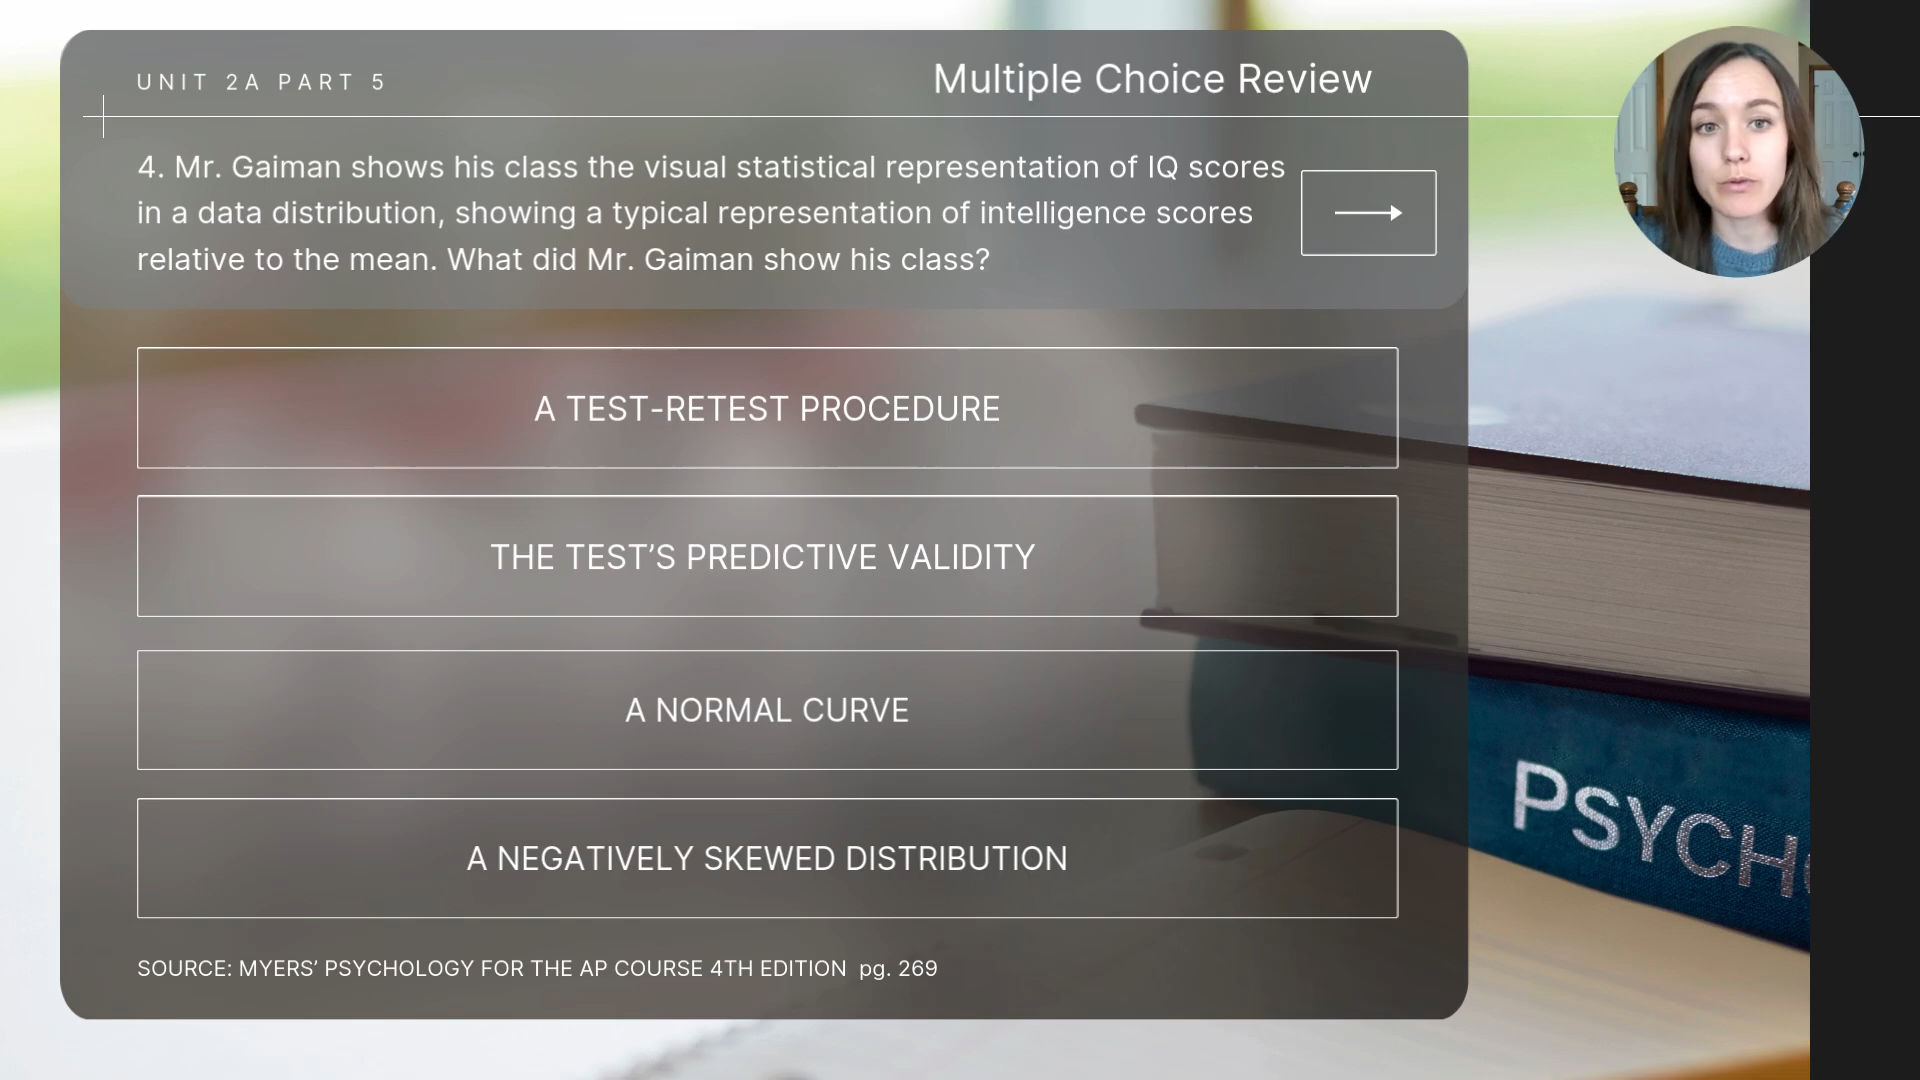 UNIT 2A PART 5
Multiple Choice Review
4. Mr. Gaiman shows his class the visual statistical representation of IQ scores
in a data distribution, showing a typical representation of intelligence scores
relative to the mean. What did Mr. Gaiman show his class?
A TEST-RETEST PROCEDURE
THE TEST’S PREDICTIVE VALIDITY
A NORMAL CURVE
A NEGATIVELY SKEWED DISTRIBUTION
SOURCE: MYERS’ PSYCHOLOGY FOR THE AP COURSE 4TH EDITION pg. 269
PSYCHO